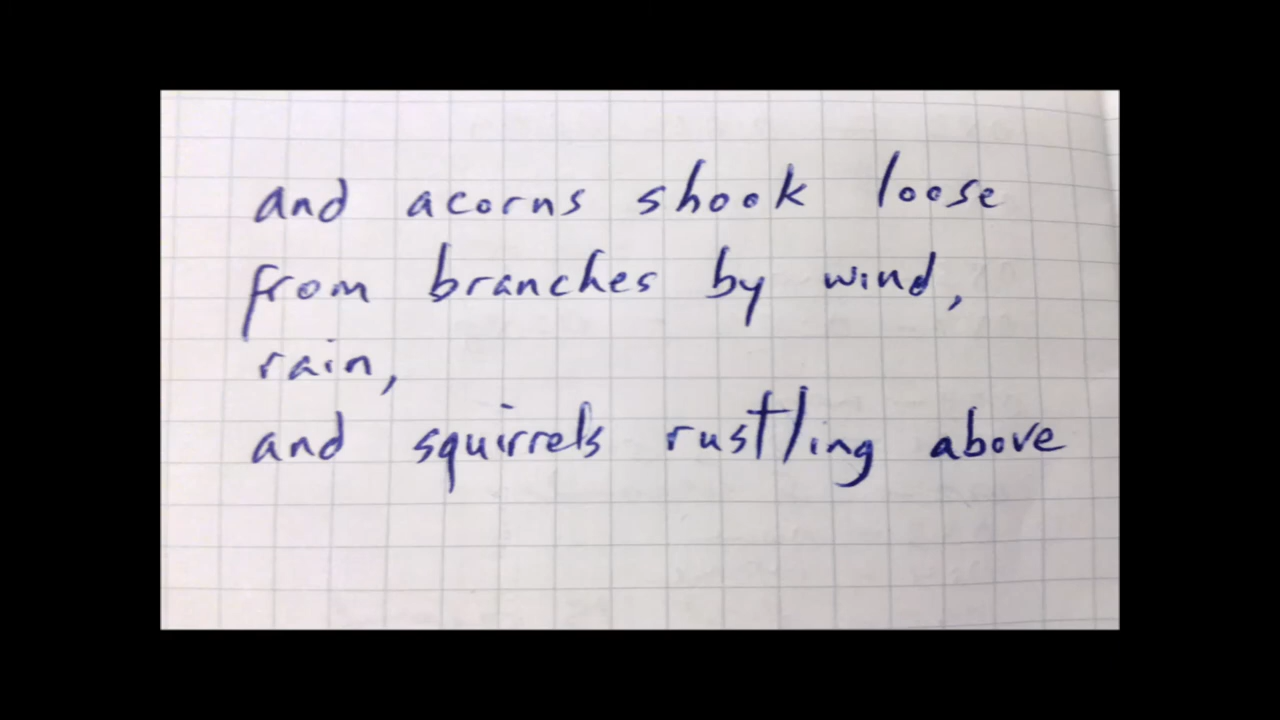 and acorns shook loose
from branches by wind,
rain,
and squirrels rustling above